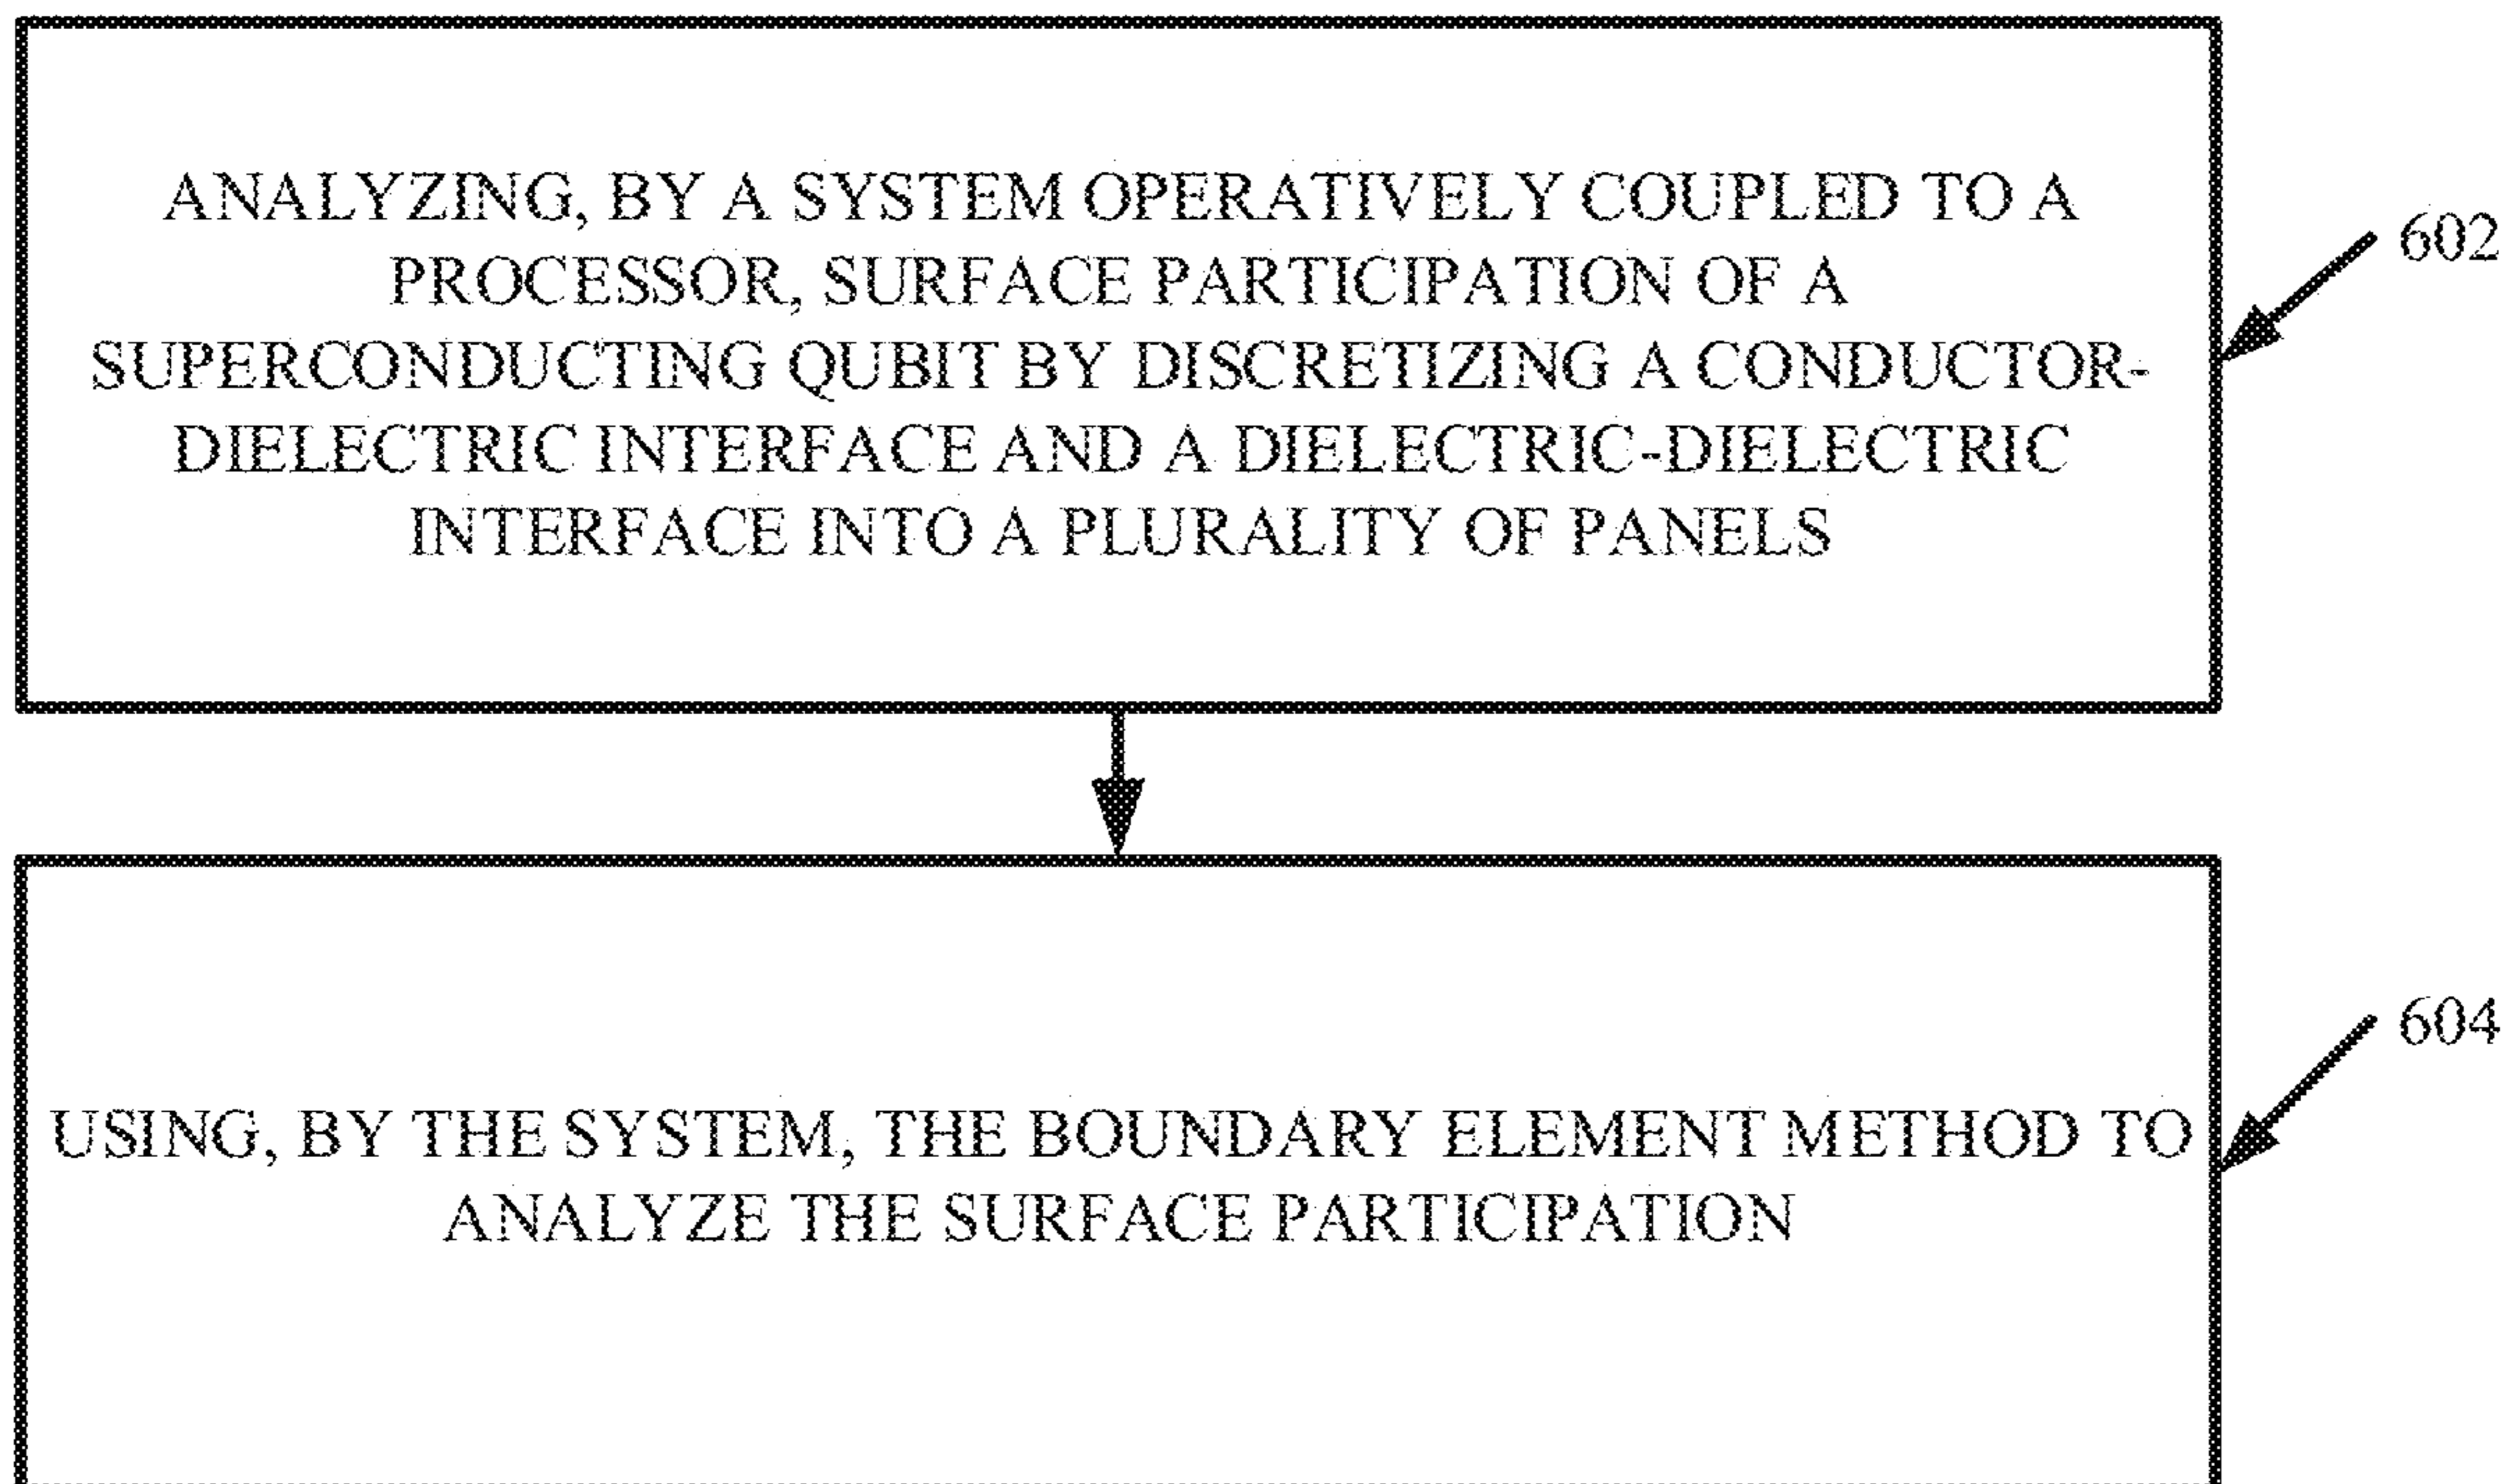 ANALYZING, BY A SYSTEM OPERATIVELY COUPLED TO A
PROCESSOR, SURFACE PARTICIPATION OF A
SUPERCONDUCTING QUBIT BY DISCRETIZING A CONDUCTOR-
DIELECTRIC INTERFACE AND A DIELECTRIC-DIELECTRIC
INTERFACE INTO A PLURALITY OF PANELS
602
USING, BY THE SYSTEM, THE BOUNDARY ELEMENT METHOD TO
ANALYZE THE SURFACE PARTICIPATION
604